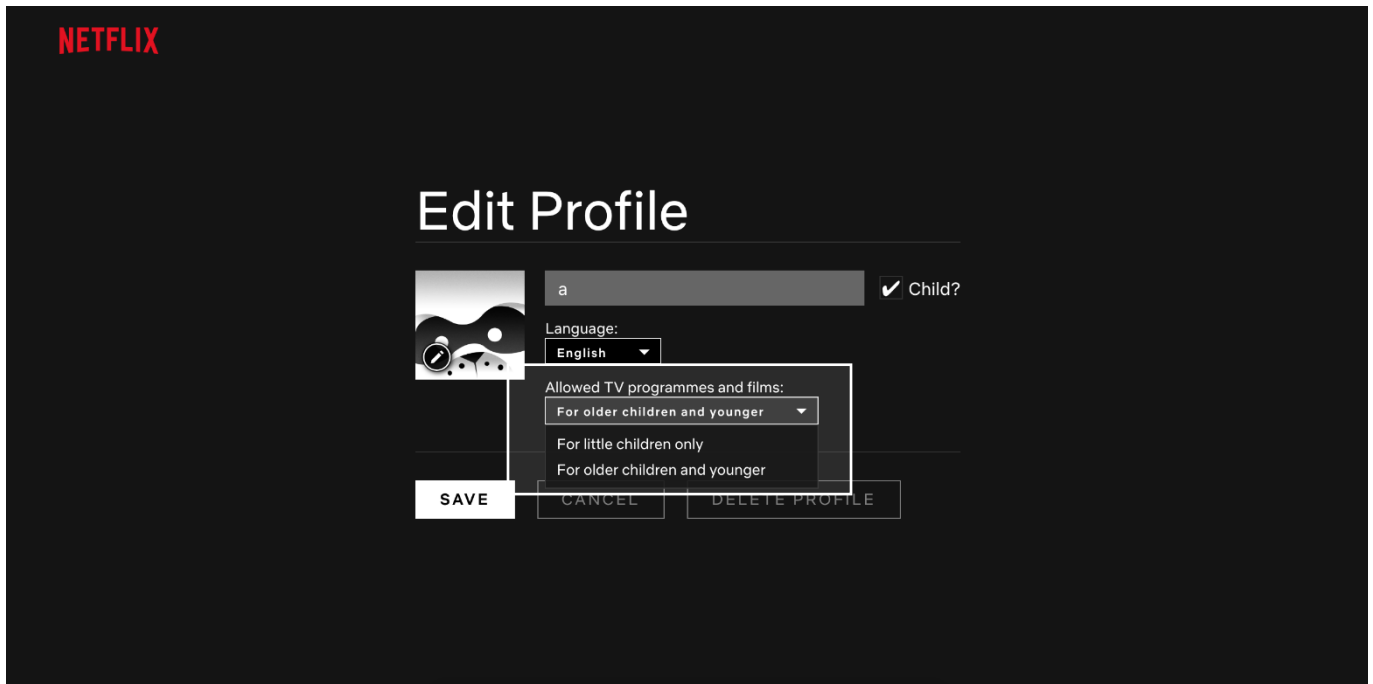 NETFLIX
Edit Profile
a
Child?
Language:
English
Allowed TV programmes and films:
For older children and younger
For little children only
For older children and younger
SAVE CANCEL DELETE PROFILE